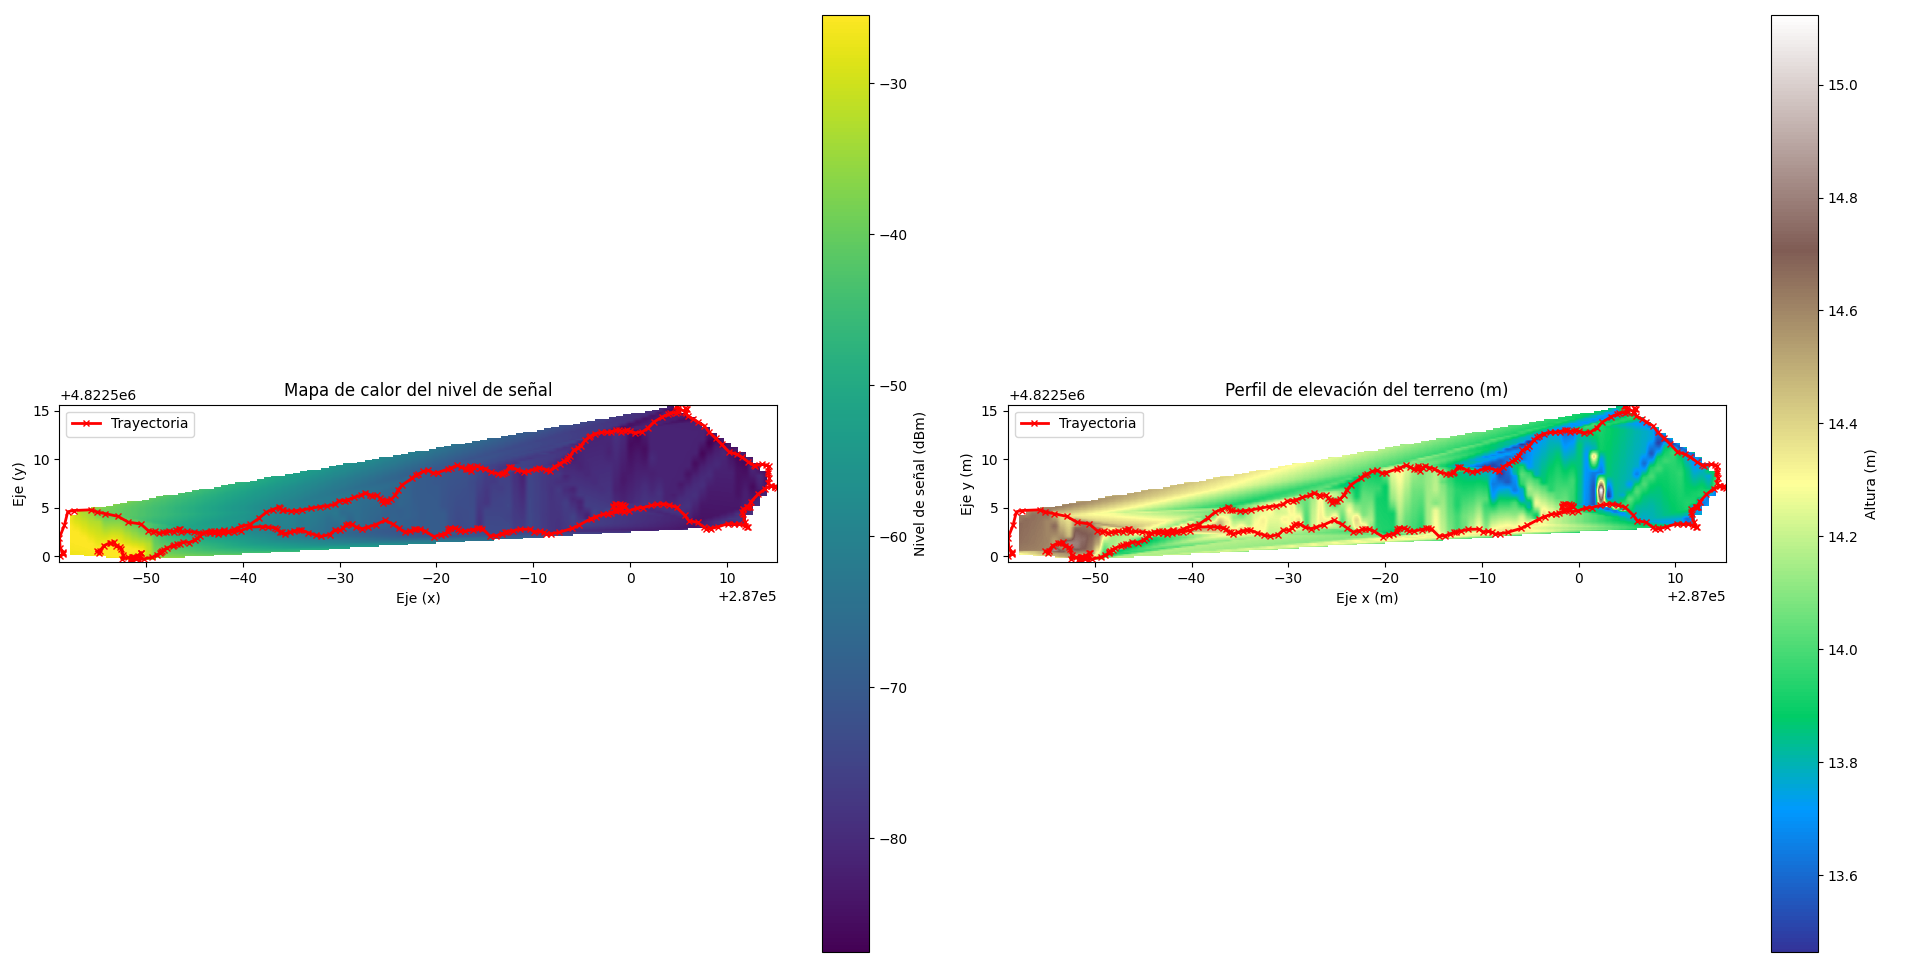 Mapa de calor del nivel de señal
+4.8225e6
Trayectoria
15
10
5
0
Eje (y)
−50
−40
−30
−20
−10
0
10
Eje (x)
+2.87e5
−30
−40
−50
−60
−70
−80
Nivel de señal (dBm)
Perfil de elevación del terreno (m)
+4.8225e6
Trayectoria
15
10
5
0
Eje y (m)
−50
−40
−30
−20
−10
0
10
Eje x (m)
+2.87e5
15.0
14.8
14.6
14.4
14.2
14.0
13.8
13.6
Altura (m)